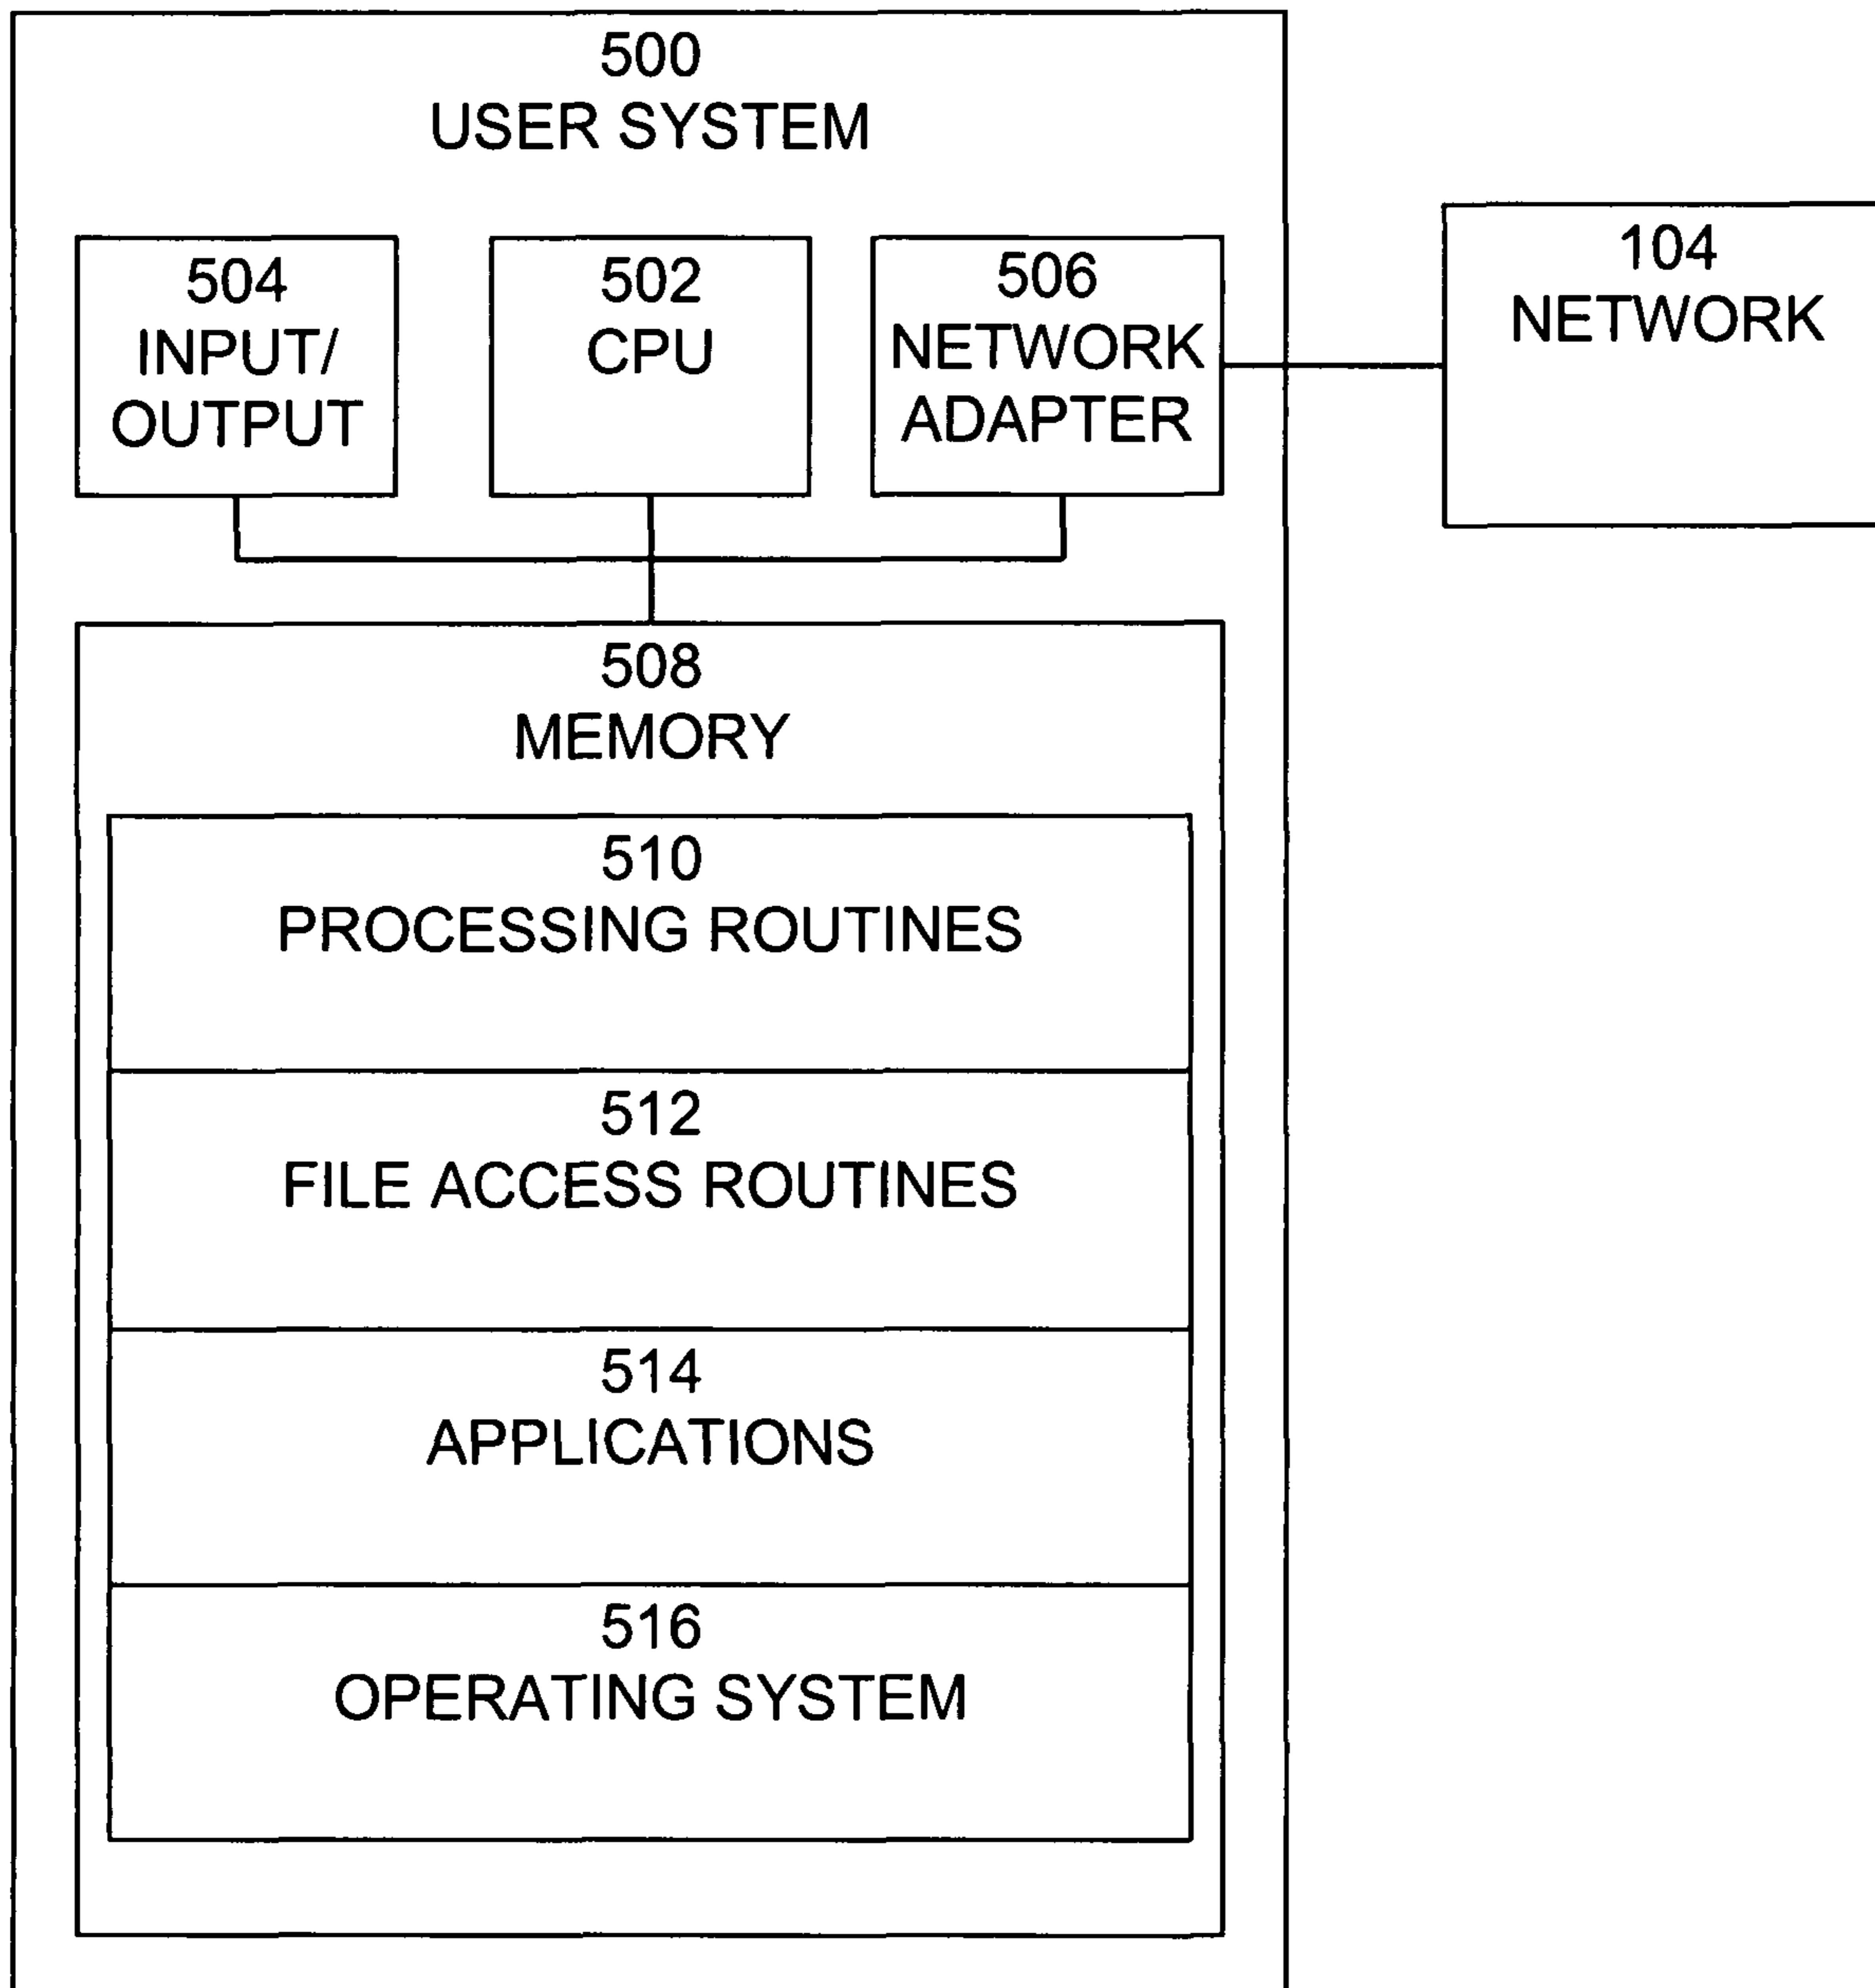 500
USER SYSTEM
504
INPUT/
OUTPUT
502
CPU
506
NETWORK
ADAPTER
104
NETWORK
508
MEMORY
510
PROCESSING ROUTINES
512
FILE ACCESS ROUTINES
514
APPLICATIONS
516
OPERATING SYSTEM